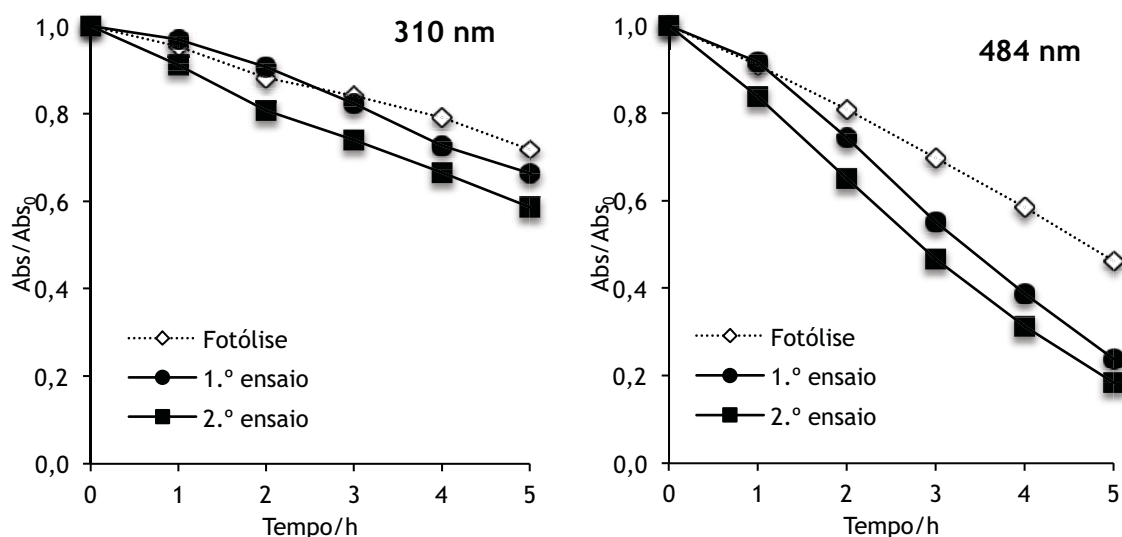 310 nm
1,0
0,8
0,6
0,4
0,2
0,0
Abs/Abs₀
Fotólise
1.º ensaio
2.º ensaio
0 1 2 3 4 5
Tempo/h
484 nm
1,0
0,8
0,6
0,4
0,2
0,0
Abs/Abs₀
Fotólise
1.º ensaio
2.º ensaio
0 1 2 3 4 5
Tempo/h